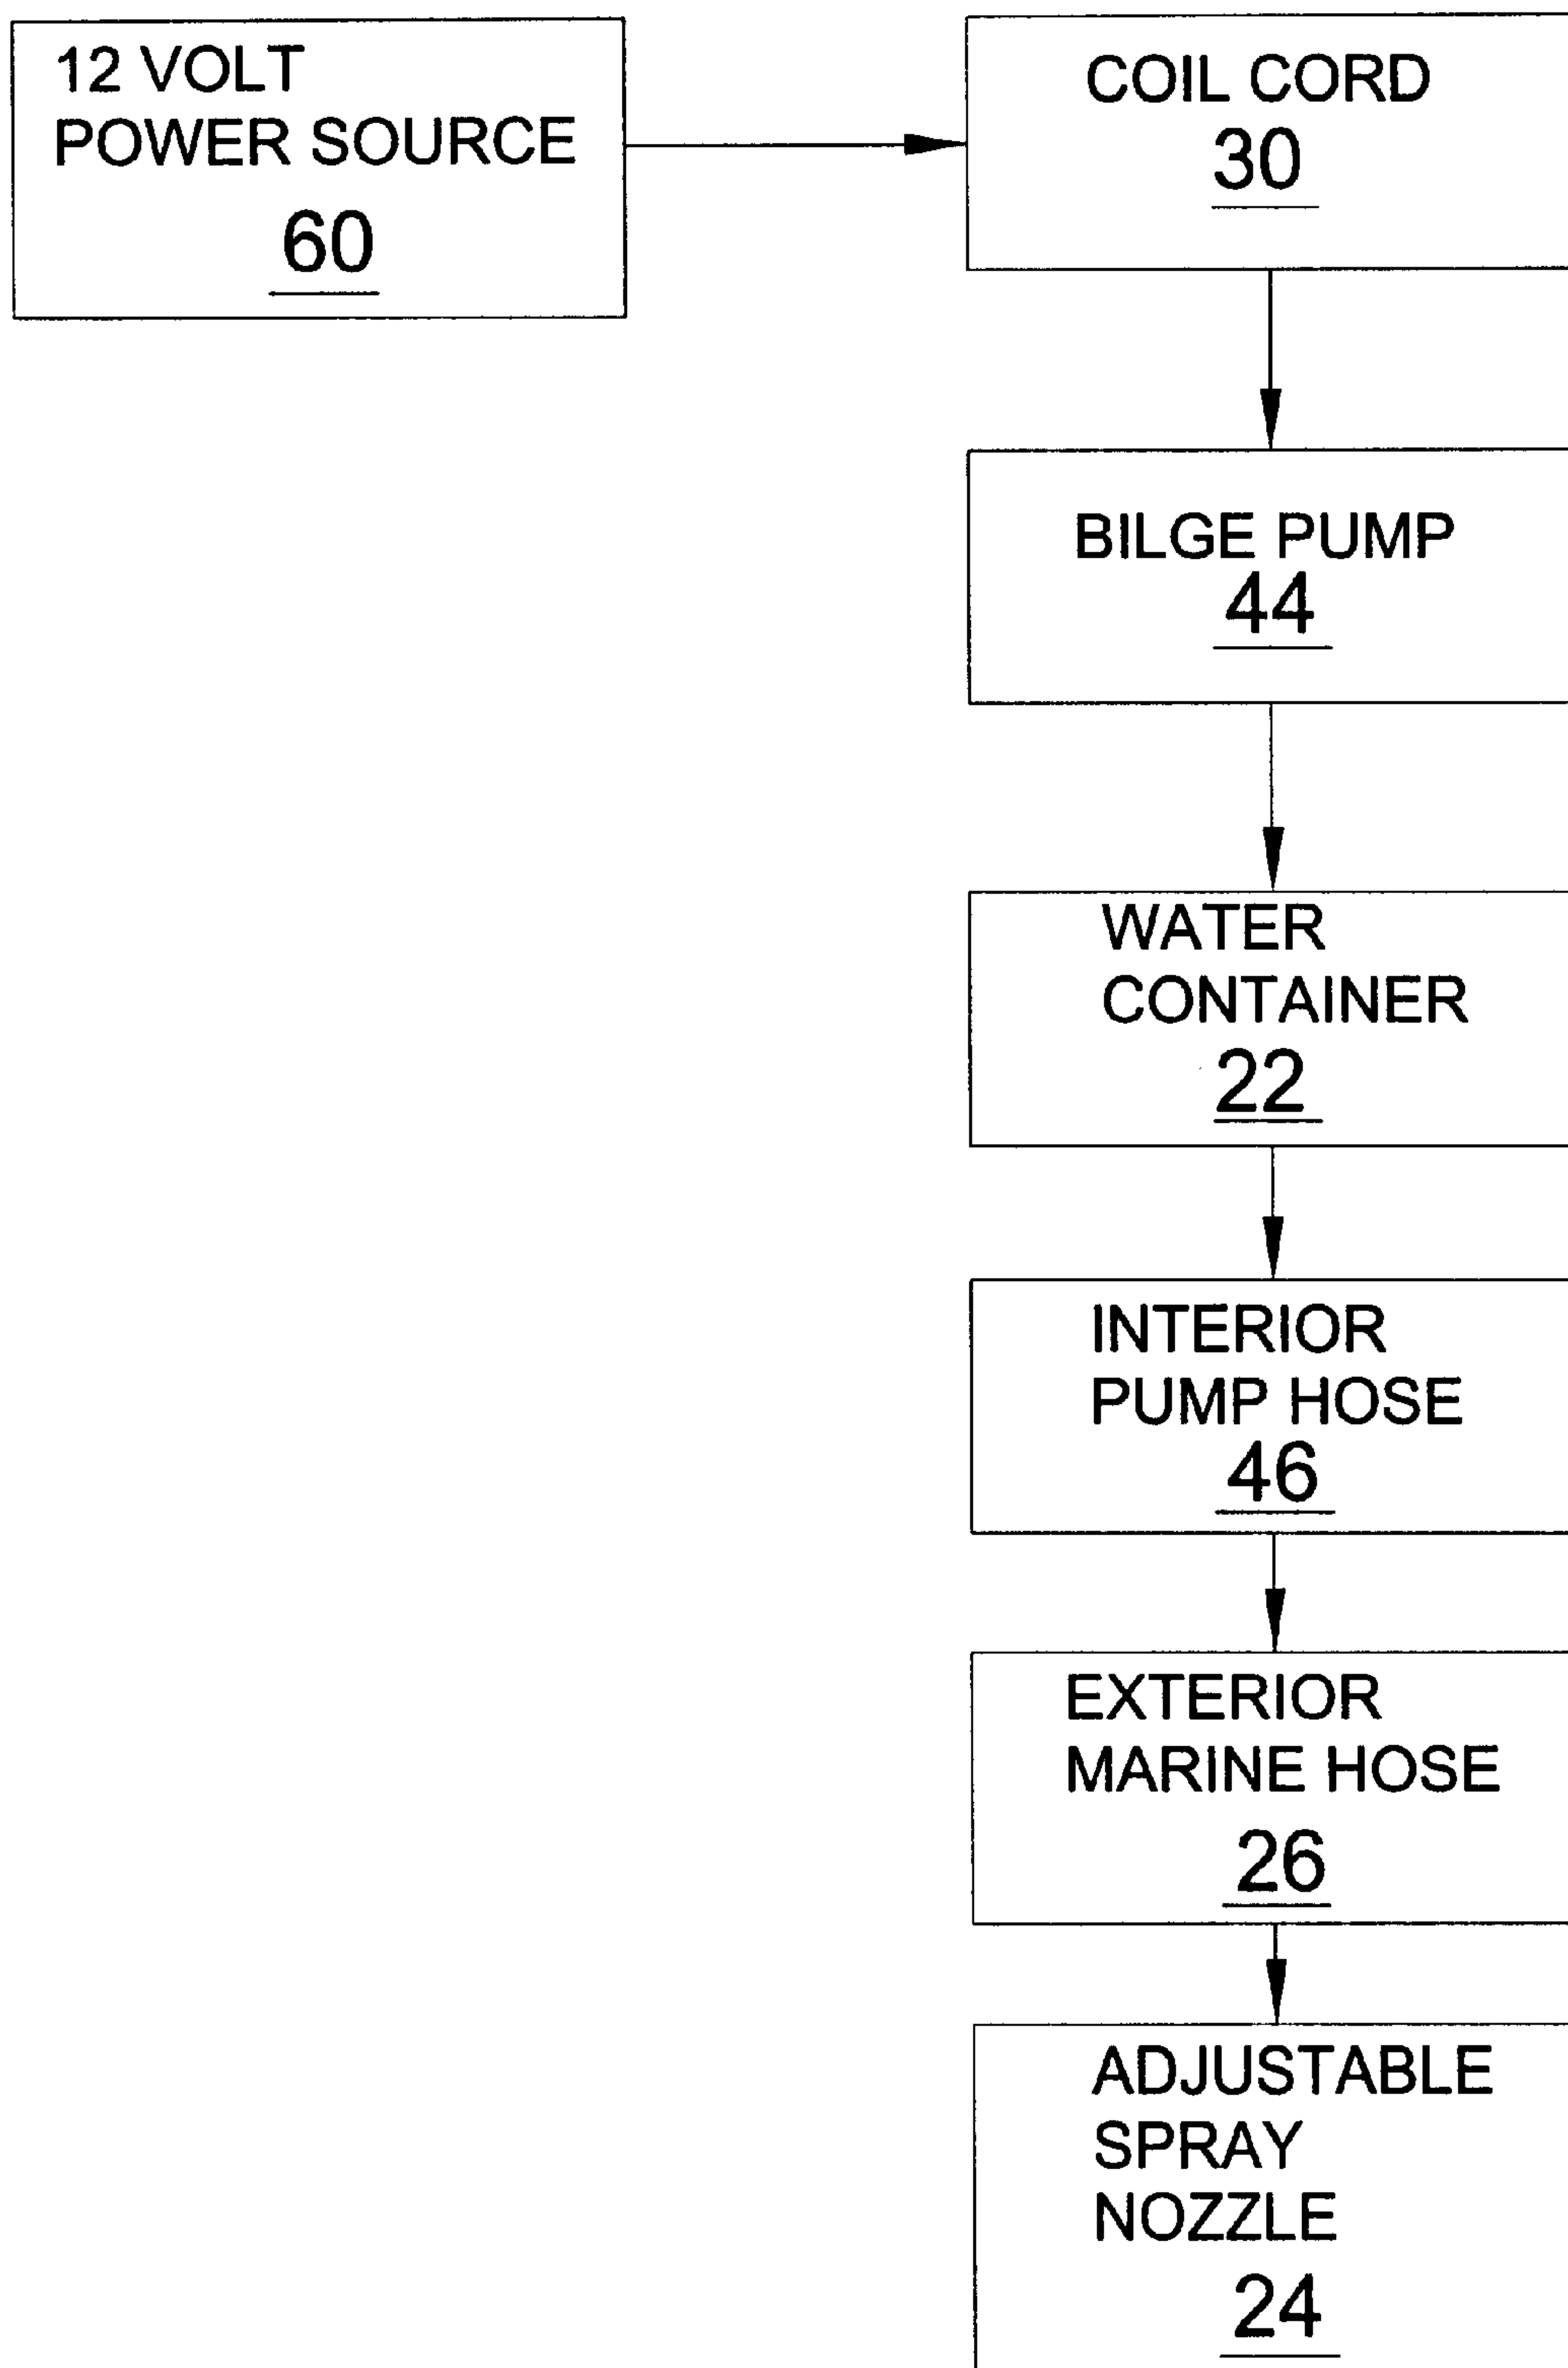 12 VOLT
POWER SOURCE
60
COIL CORD
30
BILGE PUMP
44
WATER
CONTAINER
22
INTERIOR
PUMP HOSE
46
EXTERIOR
MARINE HOSE
26
ADJUSTABLE
SPRAY
NOZZLE
24